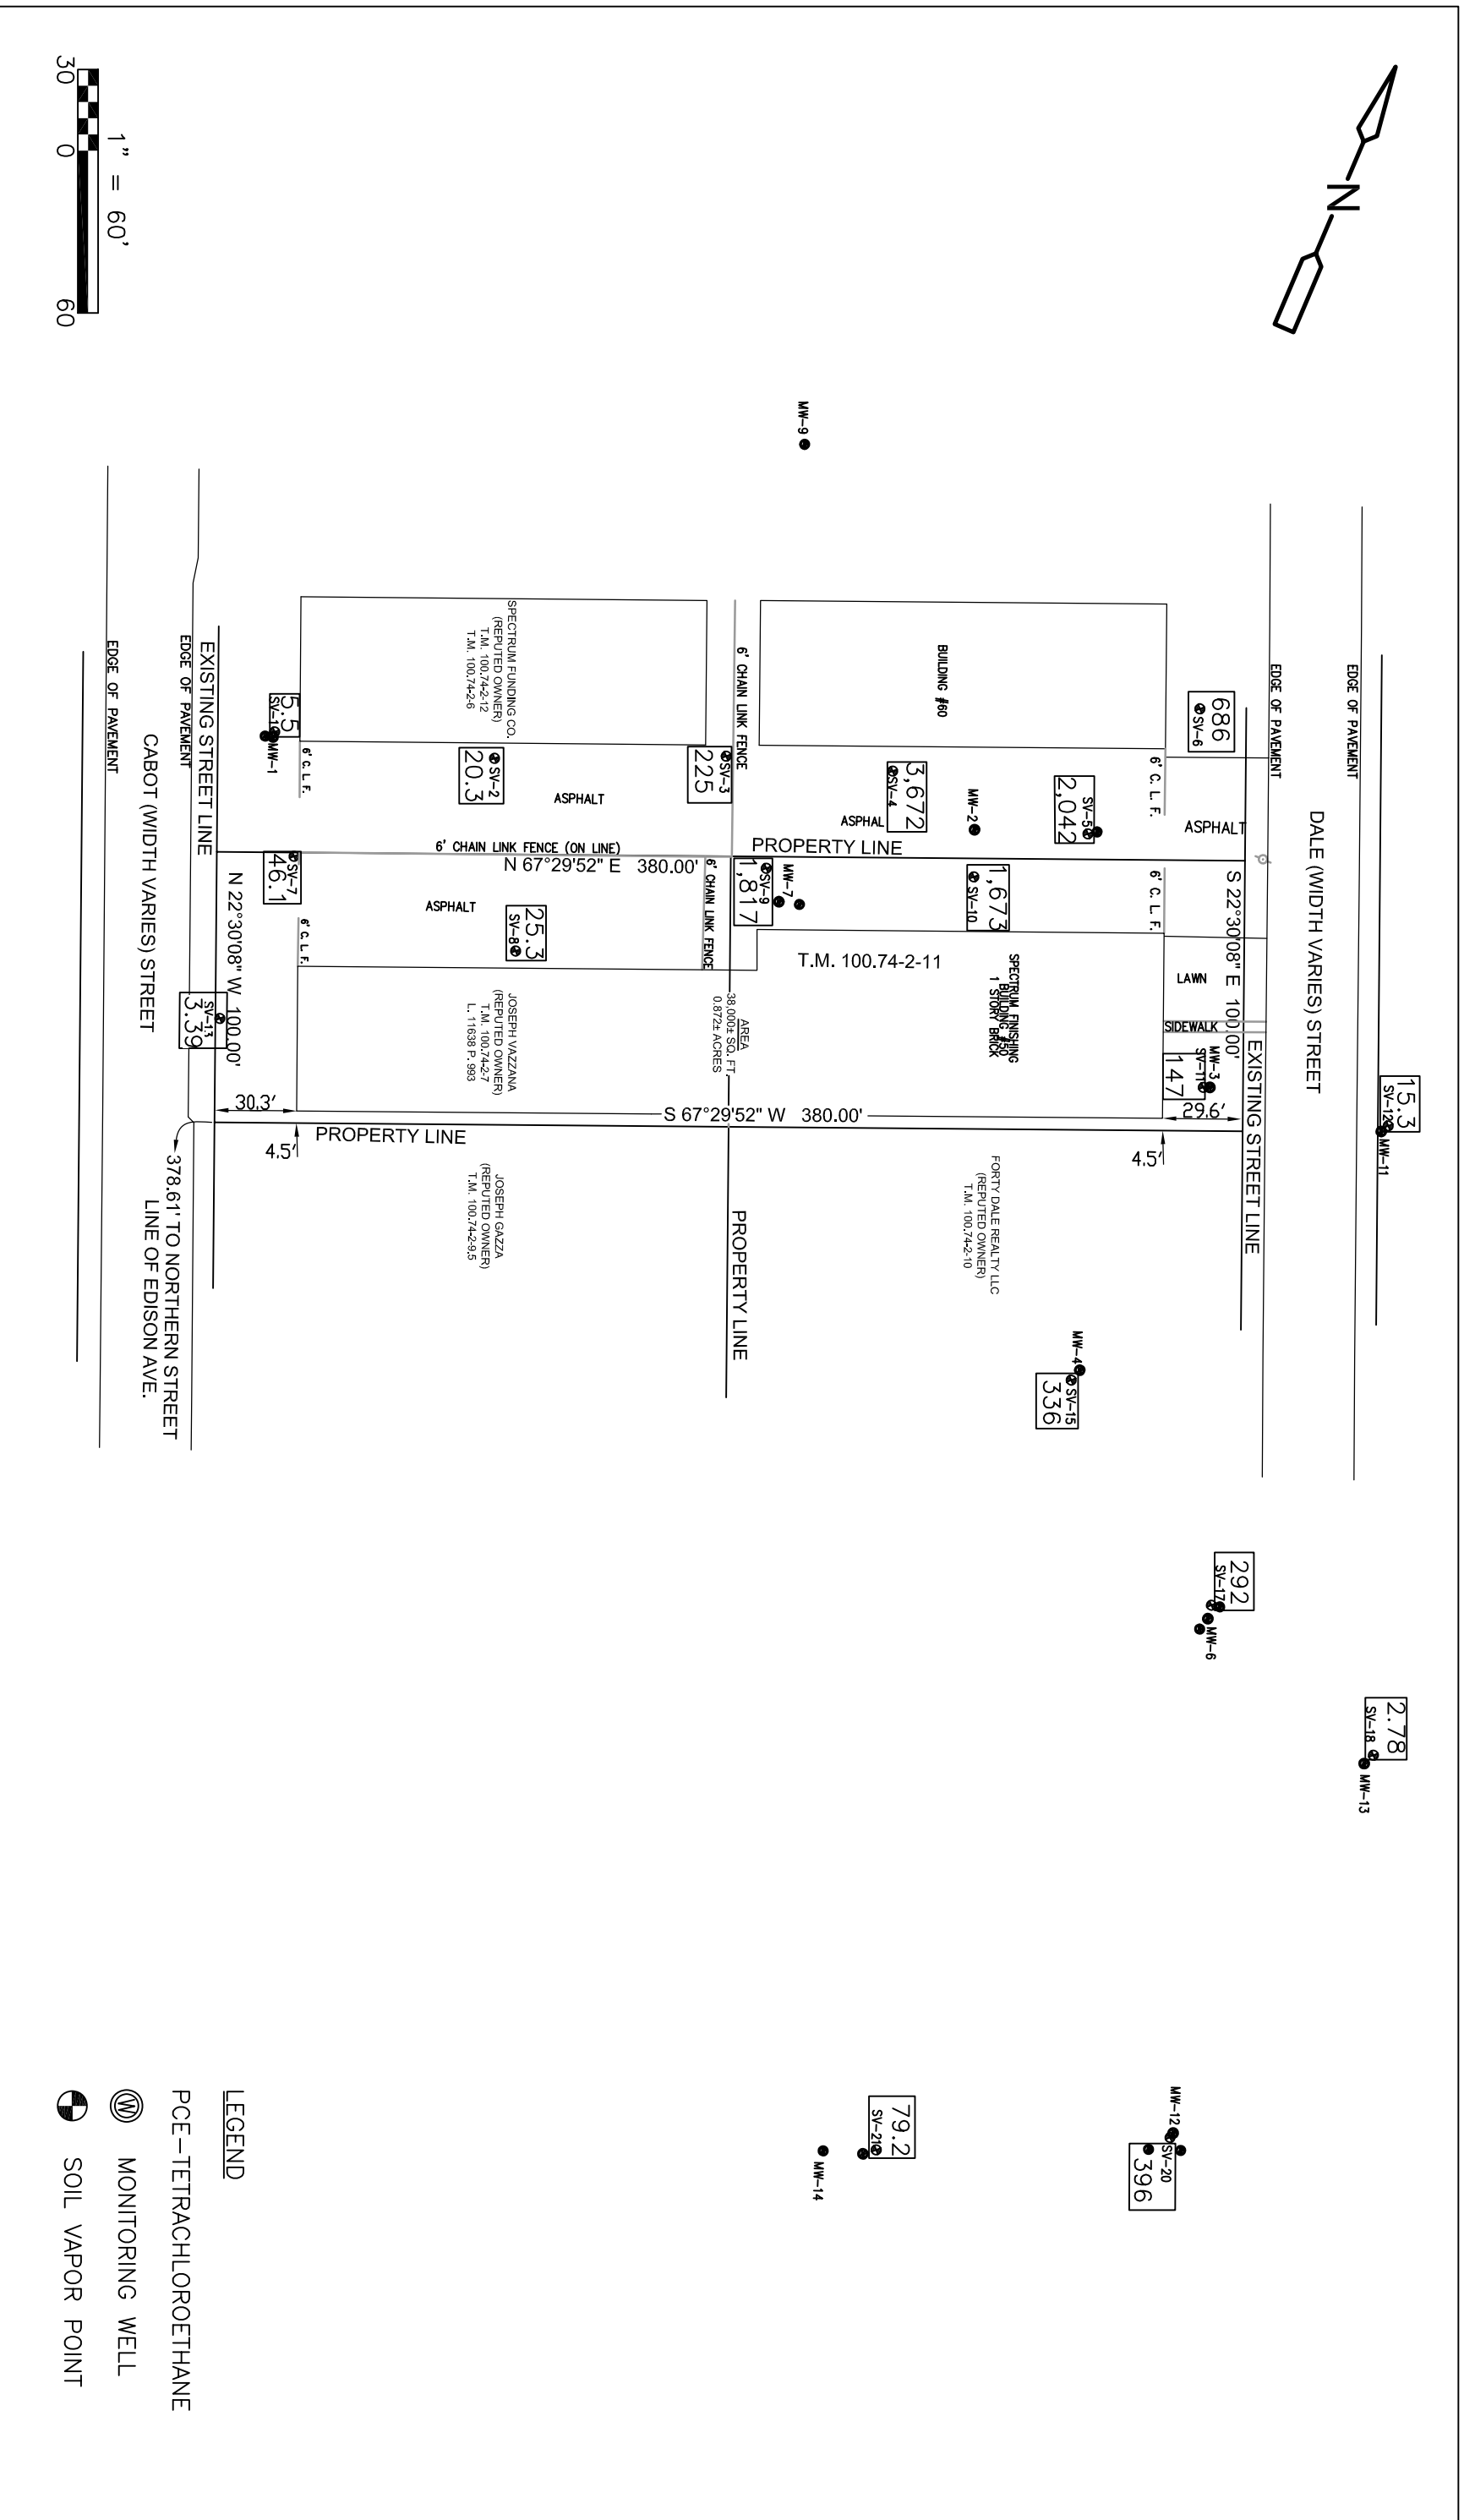 N
1" = 60'
30 0 60
MW-9
EDGE OF PAVEMENT
EDGE OF PAVEMENT
DALE (WIDTH VARIES) STREET
686
SV-6
BUILDING #60
6' CHAIN LINK FENCE
SPECTRUM FUNDING CO.
(REPUTED OWNER)
T.M. 100.74-2-12
T.M. 100.74-2-6
EXISTING STREET LINE
EDGE OF PAVEMENT
EDGE OF PAVEMENT
CABOT (WIDTH VARIES) STREET
5.5
SV-1
MW-1
6' C. L. F.
20.3
SV-2
ASPHALT
SV-3
225
3,672
SV-4
ASPHAL
MW-2
2,042
SV-5
6' C. L. F.
ASPHALT
PROPERTY LINE
6' CHAIN LINK FENCE (ON LINE)
N 67°29'52" E 380.00'
SV-7
46.1
N 22°30'08" W 100.00'
6' C. L. F.
ASPHALT
25.3
SV-8
6' CHAIN LINK FENCE
SV-9
1,817
MW-7
1,673
SV-10
6' C. L. F.
S 22°30'08" E 100.00'
LAWN
SIDEWALK
T.M. 100.74-2-11
SPECTRUM FINISHING
BUILDING #50
1 STORY BRICK
AREA
38,000± SQ. FT.
0.872± ACRES
JOSEPH VAZZANA
(REPUTED OWNER)
T.M. 100.74-2-7
L. 11638 P. 993
SV-13
3.39
MW-3
SV-11
147
EXISTING STREET LINE
15.3
SV-12
MW-11
30.3'
29.6'
S 67°29'52" W 380.00'
PROPERTY LINE
4.5'
4.5'
378.61' TO NORTHERN STREET
LINE OF EDISON AVE.
JOSEPH GAZZA
(REPUTED OWNER)
T.M. 100.74-2-9.5
PROPERTY LINE
FORTY DALE REALTY LLC
(REPUTED OWNER)
T.M. 100.74-2-10
MW-4
SV-15
336
292
SV-17
MW-6
2.78
SV-18
MW-13
MW-12
SV-20
396
79.2
SV-21
MW-14
LEGEND
PCE-TETRACHLOROETHANE
W MONITORING WELL
SOIL VAPOR POINT